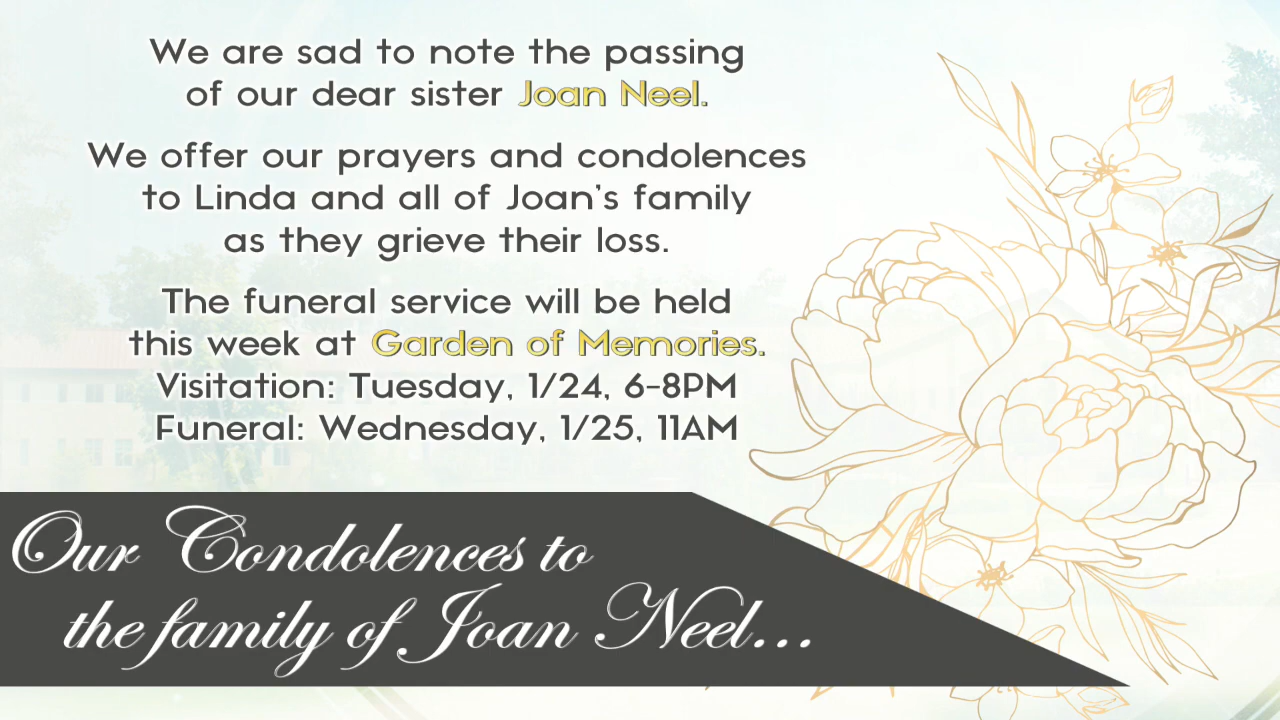 We are sad to note the passing
of our dear sister Joan Neel.
We offer our prayers and condolences
to Linda and all of Joan's family
as they grieve their loss.
The funeral service will be held
this week at Garden of Memories.
Visitation: Tuesday, 1/24, 6-8PM
Funeral: Wednesday, 1/25, 11AM
Our Condolences to
the family of Joan Neel...